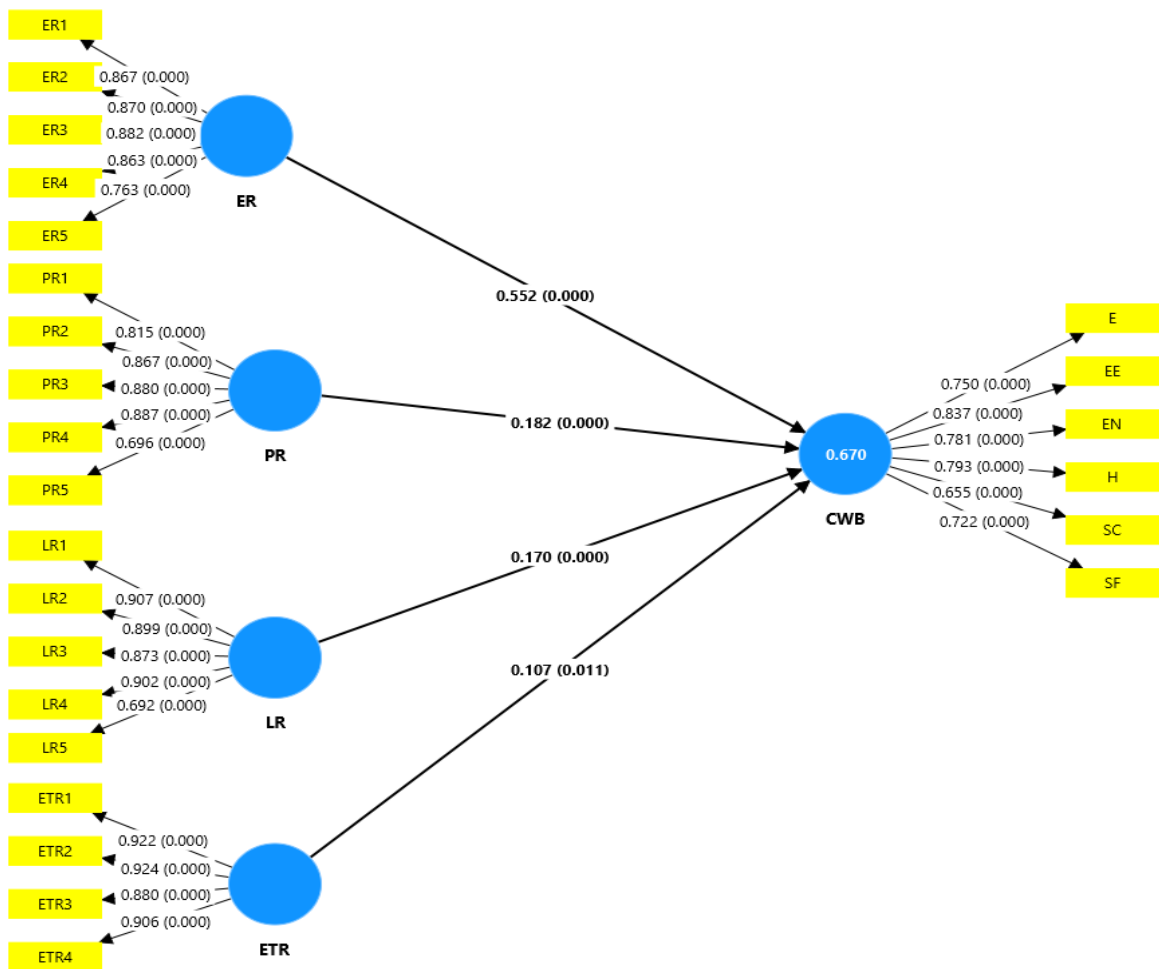 ER1
0.867 (0.000)
ER2
0.870 (0.000)
ER3
0.882 (0.000)
ER4
0.863 (0.000)
0.763 (0.000)
ER5
ER
PR1
0.815 (0.000)
PR2
0.867 (0.000)
PR3
0.880 (0.000)
PR4
0.887 (0.000)
0.696 (0.000)
PR5
PR
LR1
0.907 (0.000)
LR2
0.899 (0.000)
LR3
0.873 (0.000)
LR4
0.902 (0.000)
0.692 (0.000)
LR5
LR
ETR1
0.922 (0.000)
ETR2
0.924 (0.000)
ETR3
0.880 (0.000)
0.906 (0.000)
ETR4
ETR
0.552 (0.000)
0.182 (0.000)
0.170 (0.000)
0.107 (0.011)
0.670
CWB
E
0.750 (0.000)
EE
0.837 (0.000)
EN
0.781 (0.000)
H
0.793 (0.000)
0.655 (0.000)
SC
0.722 (0.000)
SF